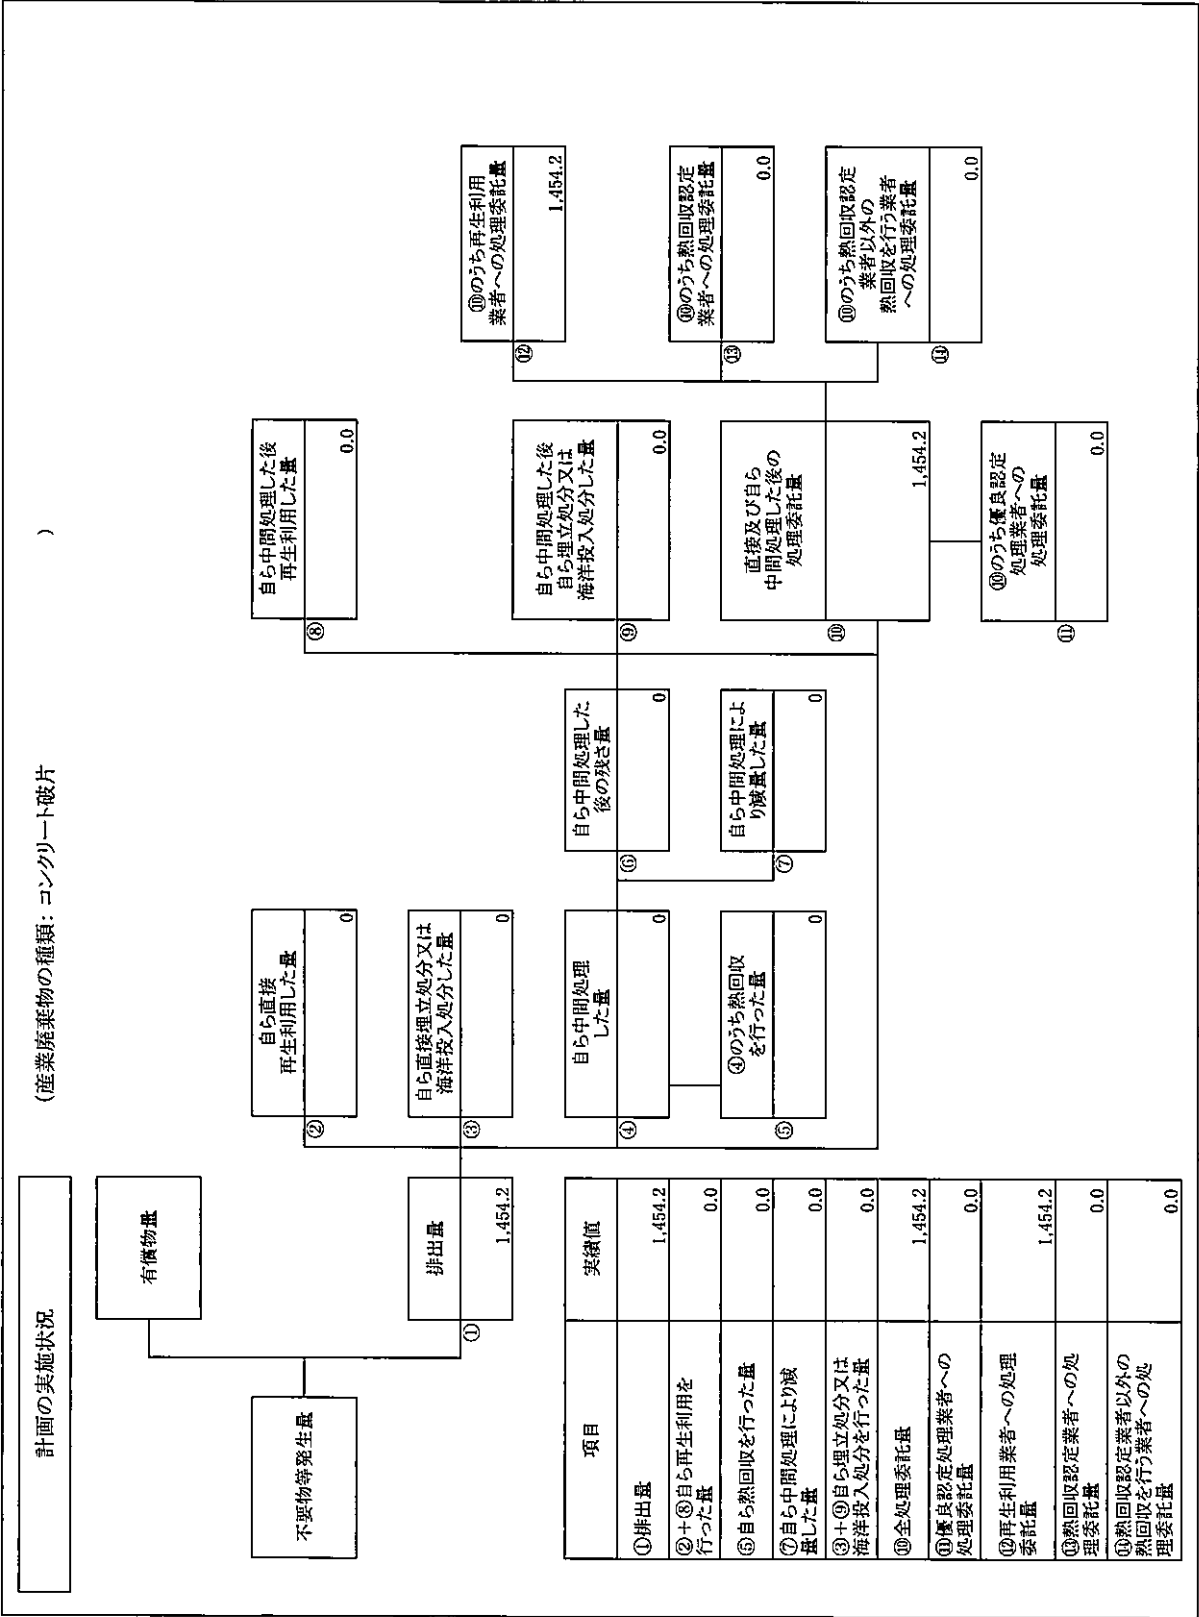 計画の実施状況
(産業廃棄物の種類：コンクリート破片
)
不要物等発生量
有償物量
①
排出量
1,454.2
②
自ら直接
再生利用した量
0
③
自ら直接埋立処分又は
海洋投入処分した量
0
④
自ら中間処理
した量
0
⑤
④のうち熱回収
を行った量
0
⑥
自ら中間処理した
後の残さ量
0
⑦
自ら中間処理によ
り減量した量
0
⑧
自ら中間処理した後
再生利用した量
0.0
⑨
自ら中間処理した後
自ら埋立処分又は
海洋投入処分した量
0.0
⑩
直接及び自ら
中間処理した後の
処理委託量
1,454.2
⑪
⑩のうち優良認定
処理業者への
処理委託量
0.0
⑫
⑩のうち再生利用
業者への処理委託量
1,454.2
⑬
⑩のうち熱回収認定
業者への処理委託量
0.0
⑭
⑩のうち熱回収認定
業者以外の
熱回収を行う業者
への処理委託量
0.0
項目 実績値
①排出量 1,454.2
②+⑧自ら再生利用を
行った量 0.0
⑤自ら熱回収を行った量 0.0
⑦自ら中間処理により減
量した量 0.0
③+⑨自ら埋立処分又は
海洋投入処分を行った量 0.0
⑩全処理委託量 1,454.2
⑪優良認定処理業者への
処理委託量 0.0
⑫再生利用業者への処理
委託量 1,454.2
⑬熱回収認定業者への処
理委託量 0.0
⑭熱回収認定業者以外の
熱回収を行う業者への処
理委託量 0.0